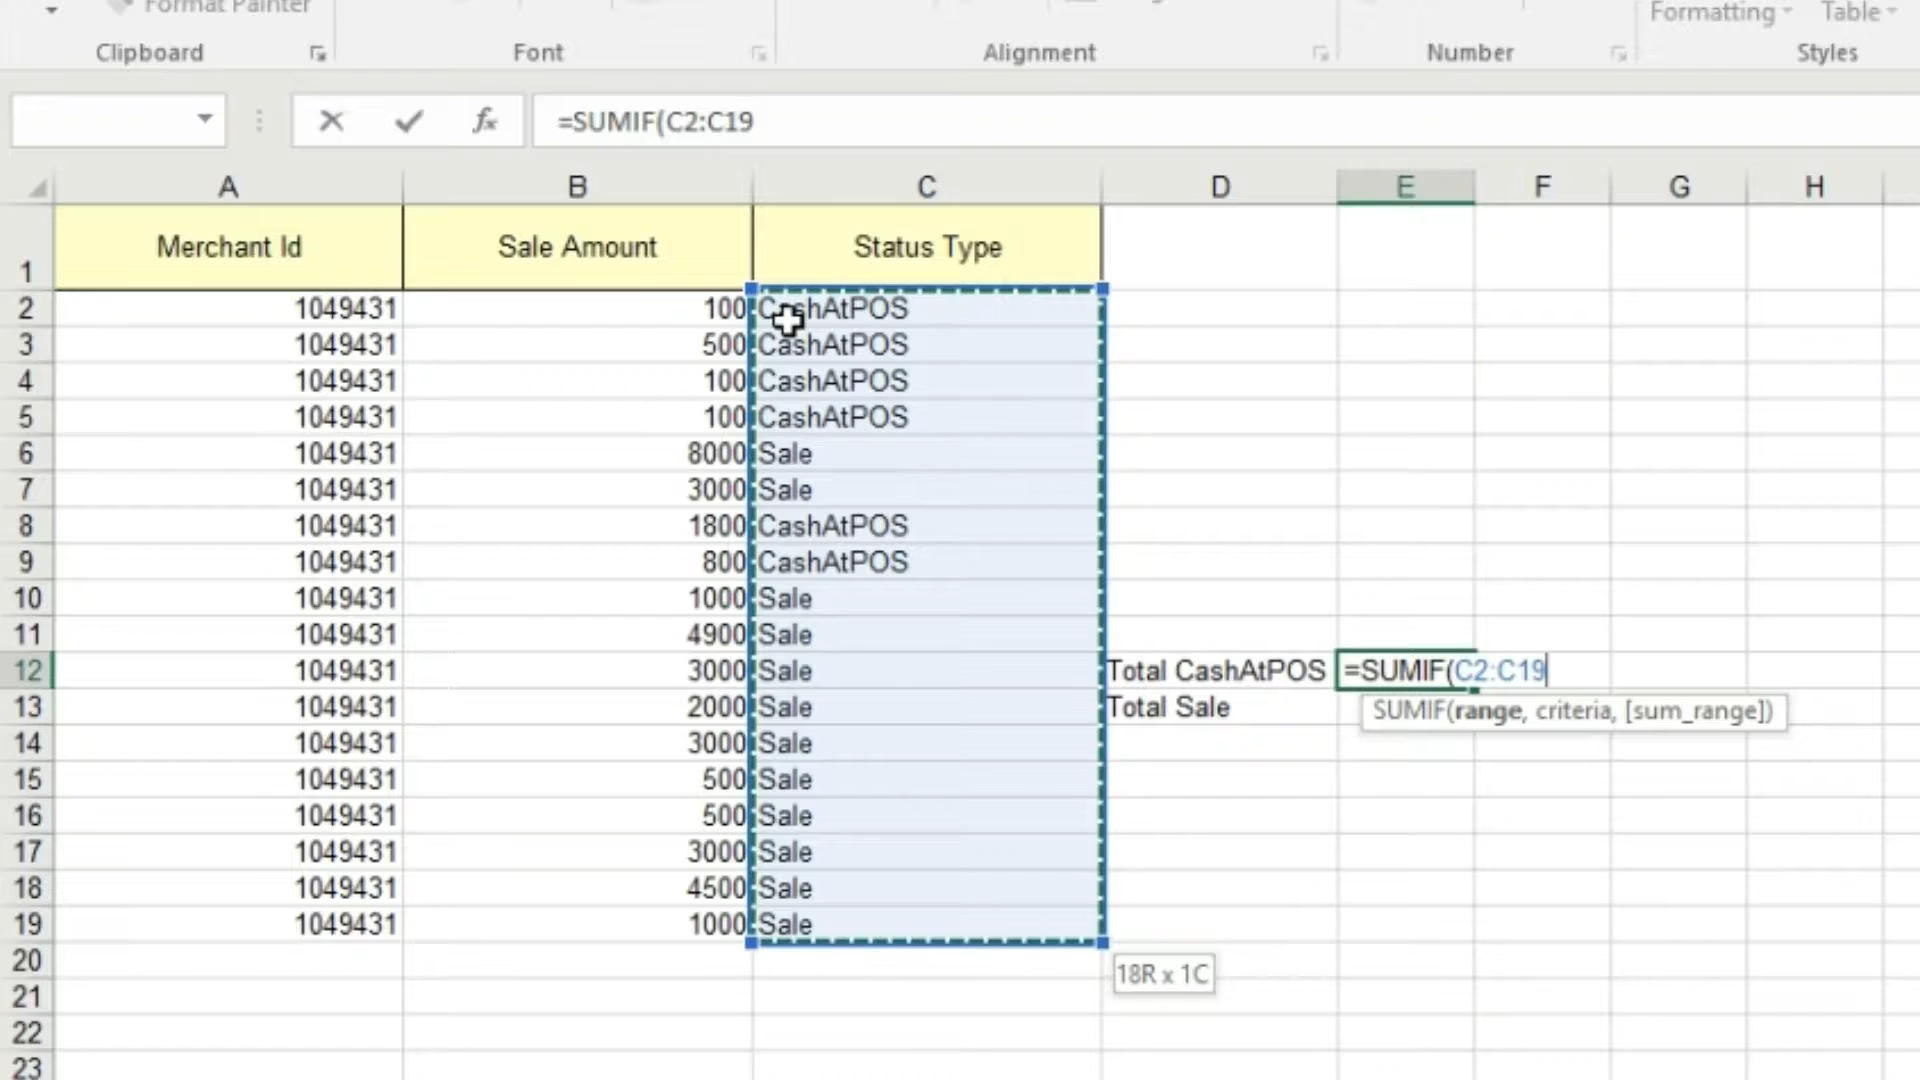 Format Painter
Formatting Table
Clipboard Font Alignment Number Styles
fx =SUMIF(C2:C19
A B C D E F G H
1 Merchant Id Sale Amount Status Type
2 1049431 100 CashAtPOS
3 1049431 500 CashAtPOS
4 1049431 100 CashAtPOS
5 1049431 100 CashAtPOS
6 1049431 8000 Sale
7 1049431 3000 Sale
8 1049431 1800 CashAtPOS
9 1049431 800 CashAtPOS
10 1049431 1000 Sale
11 1049431 4900 Sale
12 1049431 3000 Sale Total CashAtPOS =SUMIF(C2:C19
13 1049431 2000 Sale Total Sale SUMIF(range, criteria, [sum_range])
14 1049431 3000 Sale
15 1049431 500 Sale
16 1049431 500 Sale
17 1049431 3000 Sale
18 1049431 4500 Sale
19 1049431 1000 Sale
20 18R x 1C
21
22
23